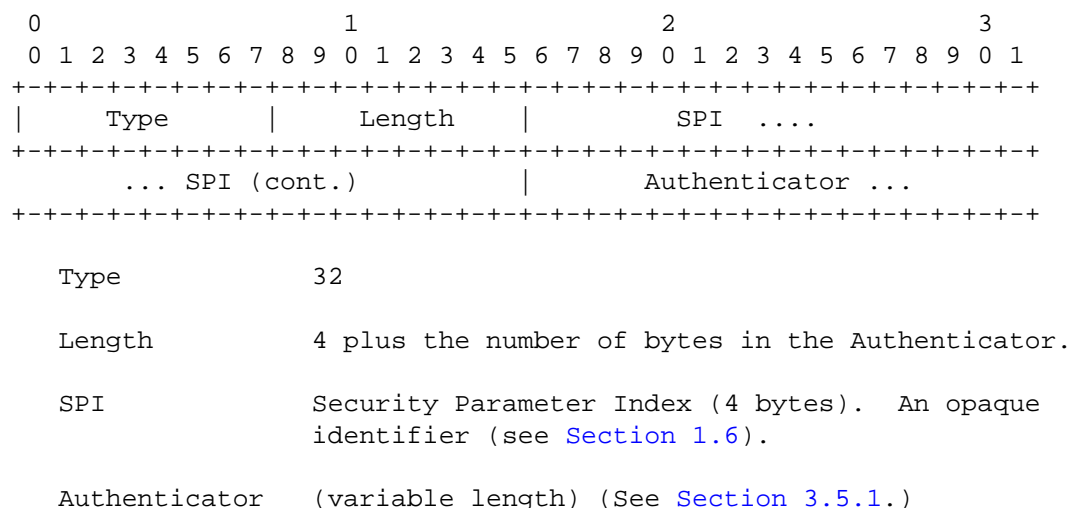 0                   1                   2                   3
0 1 2 3 4 5 6 7 8 9 0 1 2 3 4 5 6 7 8 9 0 1 2 3 4 5 6 7 8 9 0 1
+-+-+-+-+-+-+-+-+-+-+-+-+-+-+-+-+-+-+-+-+-+-+-+-+-+-+-+-+-+-+-+-+
|     Type      |     Length    |         SPI  ....
+-+-+-+-+-+-+-+-+-+-+-+-+-+-+-+-+-+-+-+-+-+-+-+-+-+-+-+-+-+-+-+-+
... SPI (cont.)          |       Authenticator ...
+-+-+-+-+-+-+-+-+-+-+-+-+-+-+-+-+-+-+-+-+-+-+-+-+-+-+-+-+-+-+-+-+
Type            32
Length          4 plus the number of bytes in the Authenticator.
SPI             Security Parameter Index (4 bytes).  An opaque
identifier (see Section 1.6).
Authenticator   (variable length) (See Section 3.5.1.)